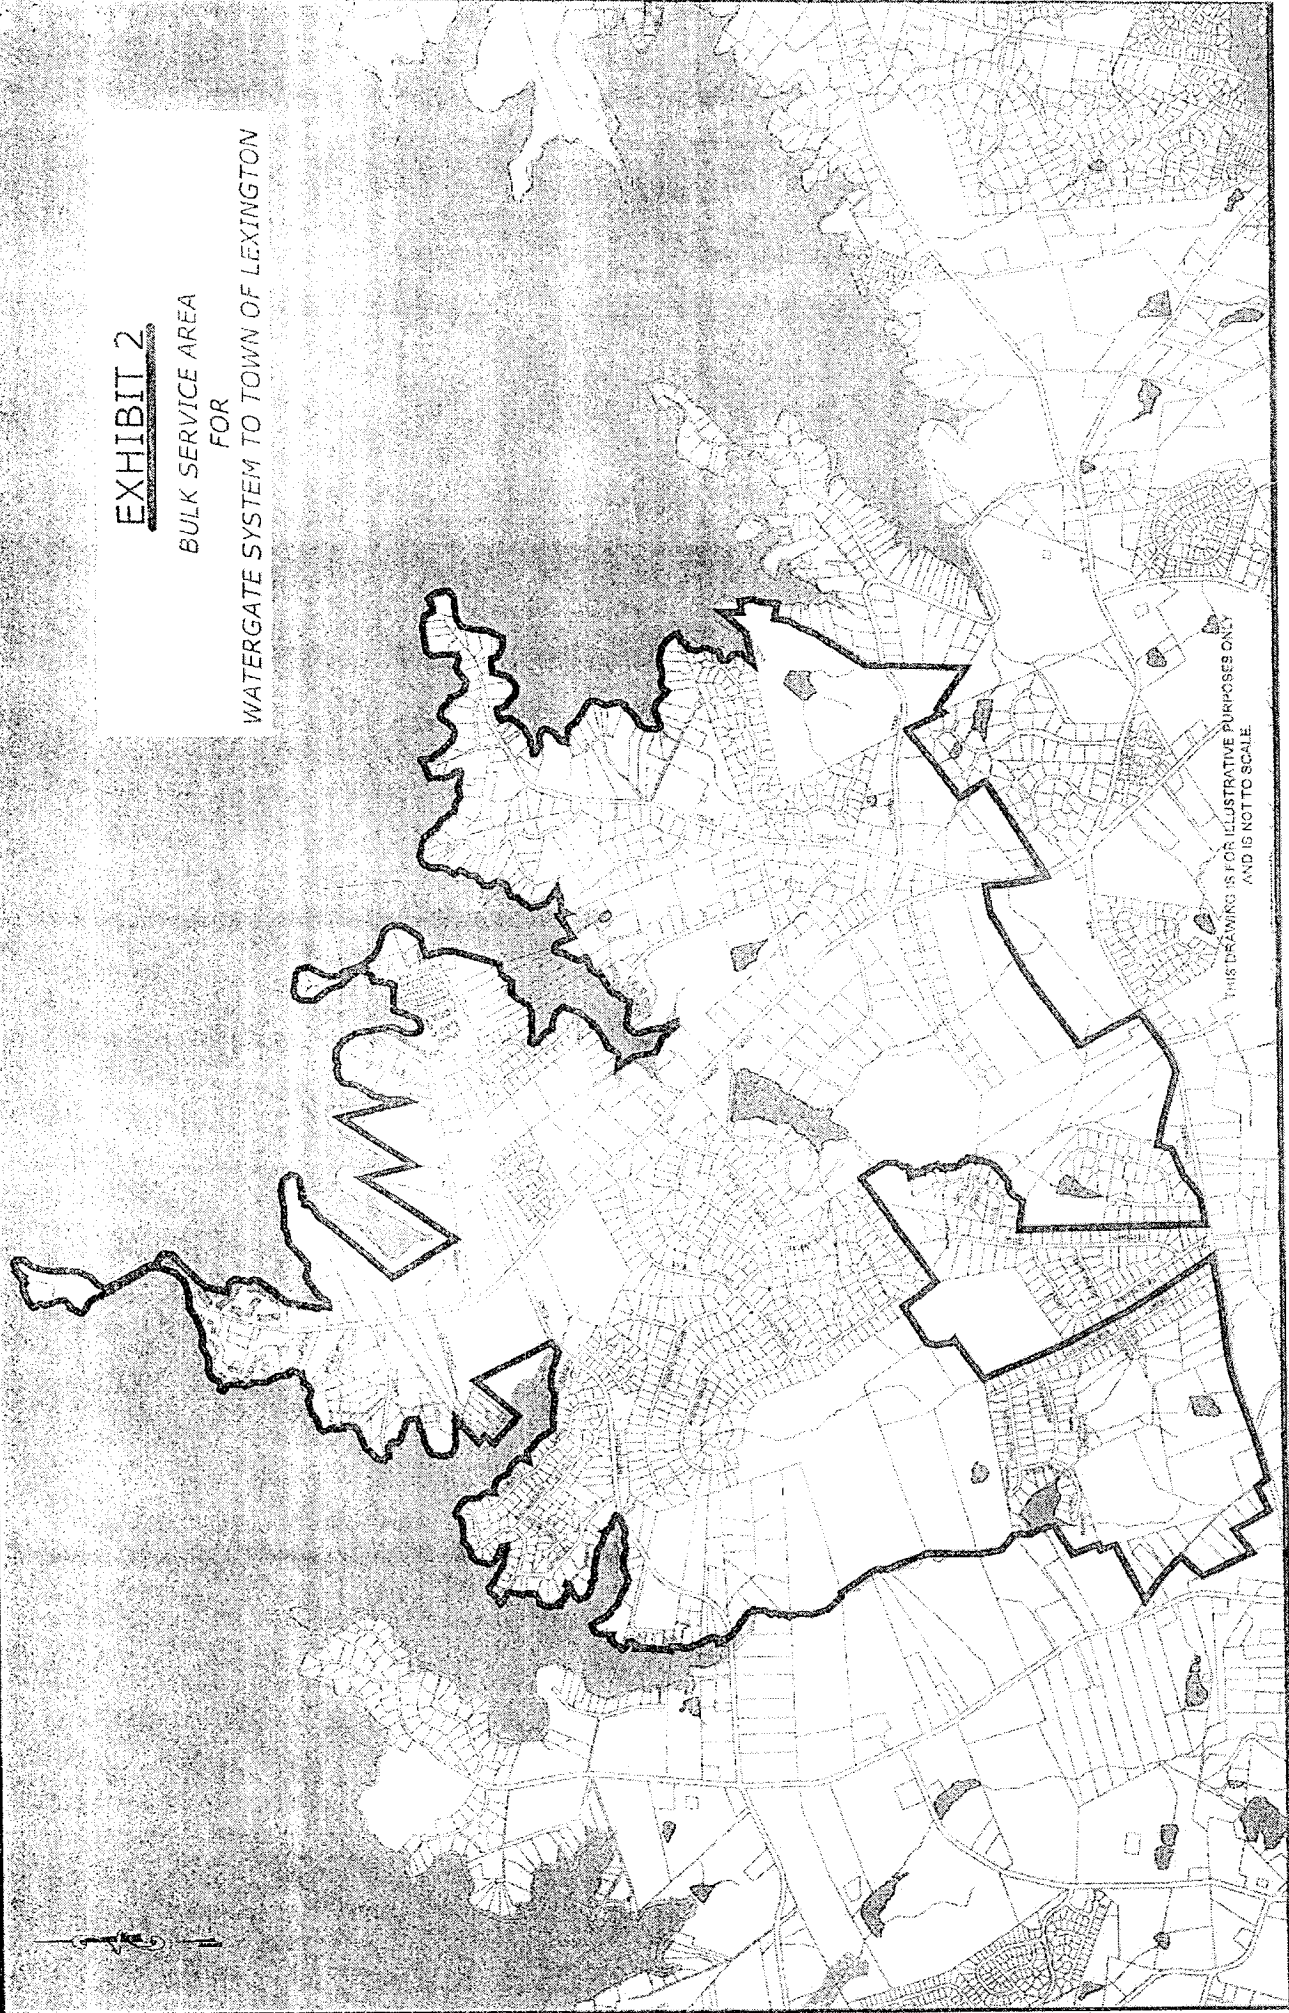 EXHIBIT 2
BULK SERVICE AREA
FOR
WATERGATE SYSTEM TO TOWN OF LEXINGTON
THIS DRAWING IS FOR ILLUSTRATIVE PURPOSES ONLY
AND IS NOT TO SCALE.